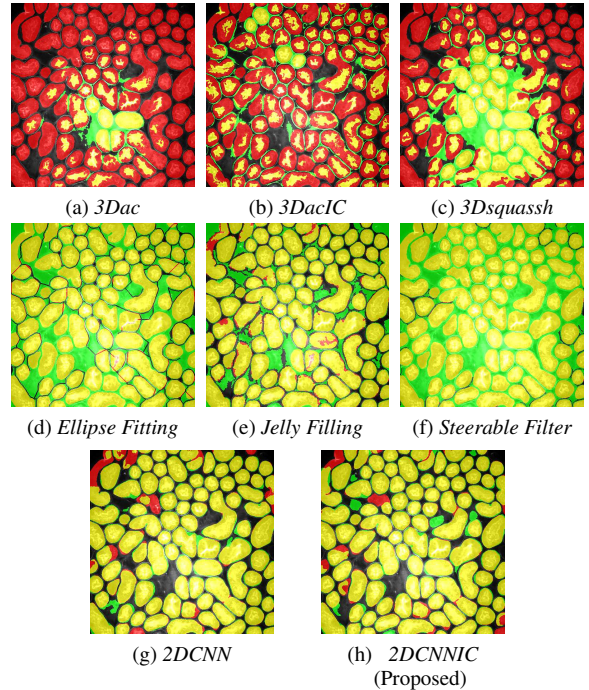 (a) 3Dac
(b) 3DacIC
(c) 3Dsquassh
(d) Ellipse Fitting
(e) Jelly Filling
(f) Steerable Filter
(g) 2DCNN
(h) 2DCNNIC
(Proposed)